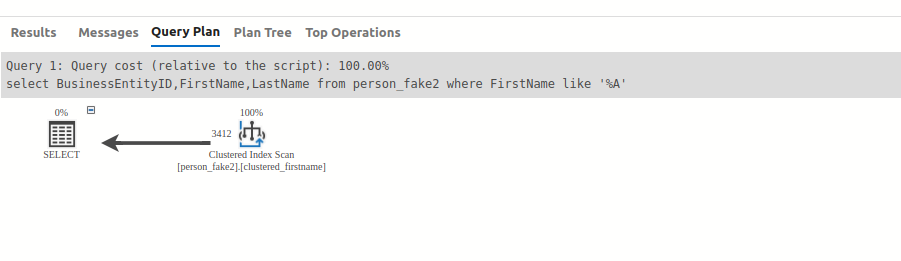 Results Messages Query Plan Plan Tree Top Operations
Query 1: Query cost (relative to the script): 100.00%
select BusinessEntityID,FirstName,LastName from person_fake2 where FirstName like '%A'
0% 100%
3412
SELECT Clustered Index Scan
[person_fake2].[clustered_firstname]